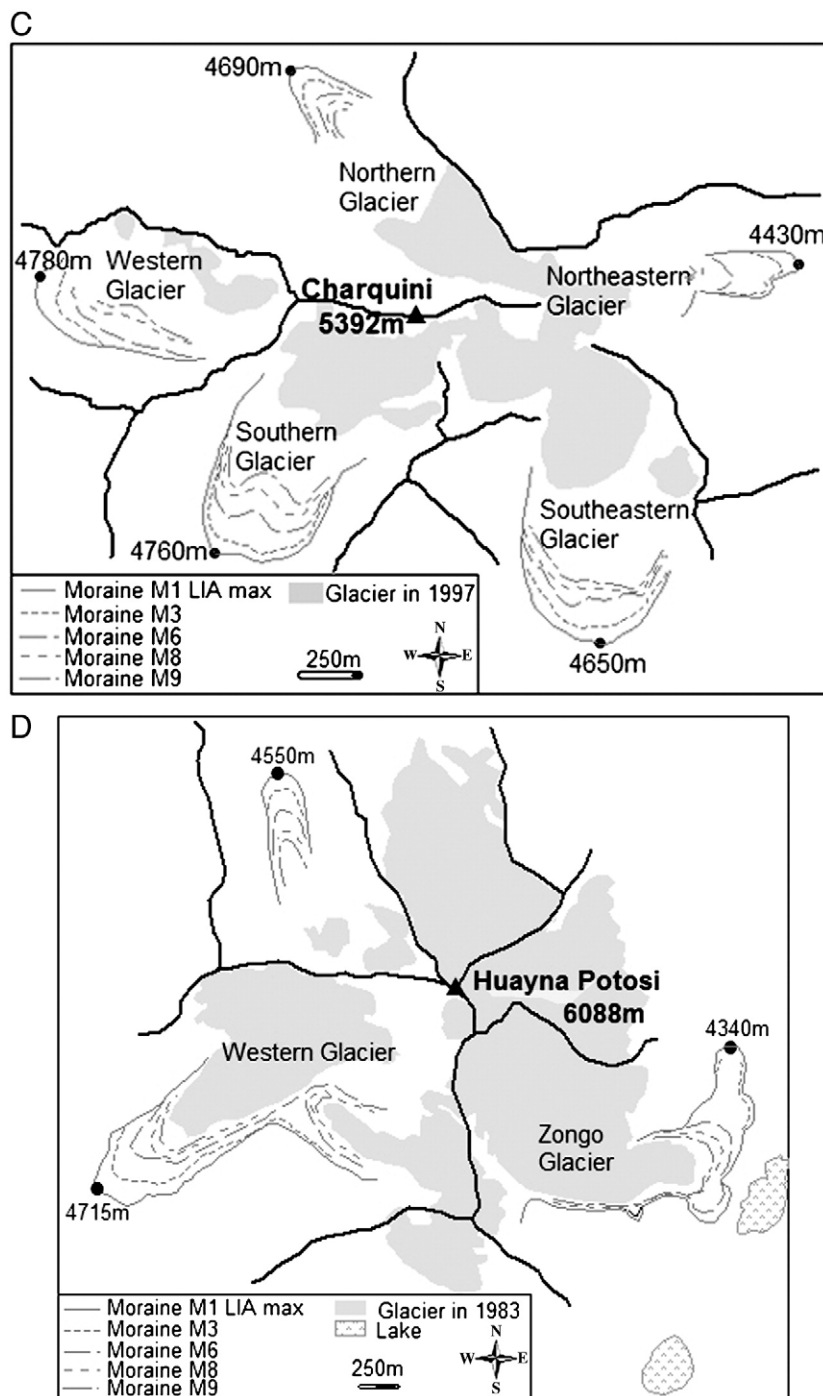 C
4690m
Northern
Glacier
4780m
Western
Glacier
4430m
Northeastern
Glacier
Charquini
5392m
Southern
Glacier
Southeastern
Glacier
4760m
4650m
Moraine M1 LIA max
Glacier in 1997
Moraine M3
Moraine M6
Moraine M8
Moraine M9
250m
N
W
E
S
D
4550m
Huayna Potosi
6088m
4340m
Western Glacier
Zongo
Glacier
4715m
Moraine M1 LIA max
Glacier in 1983
Moraine M3
Lake
Moraine M6
Moraine M8
Moraine M9
250m
N
W
E
S